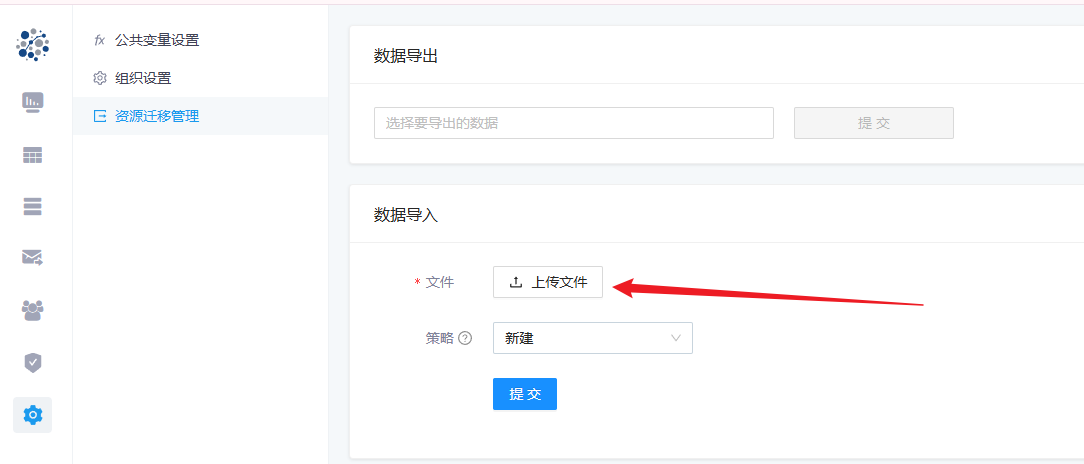 fx 公共变量设置
组织设置
资源迁移管理
数据导出
选择要导出的数据
提 交
数据导入
* 文件
上传文件
策略 ?
新建
提 交